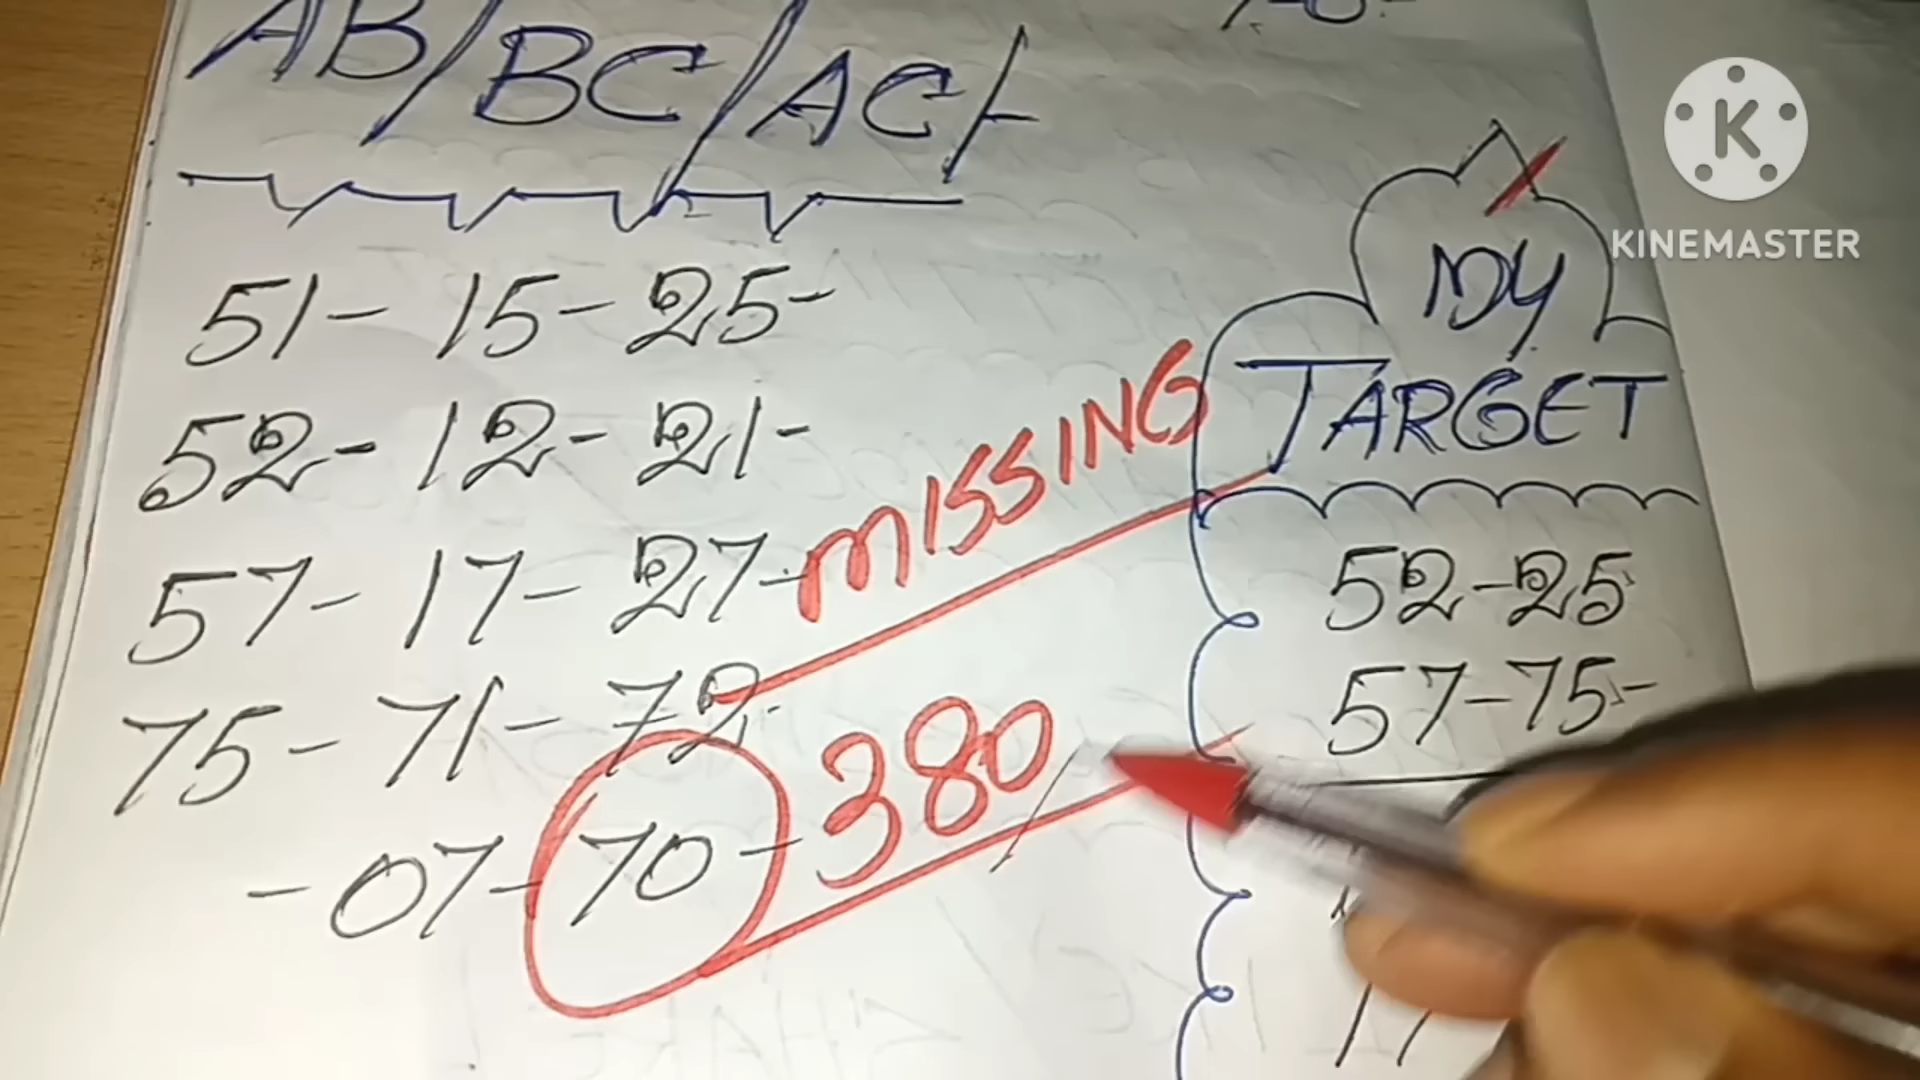 AB/BC/AC/-
51-15-25-
52-12-21-
57-17-27-
75-71-72-
-07-70-
MISSING
380
MY
TARGET
52-25
57-75-
K
KINEMASTER